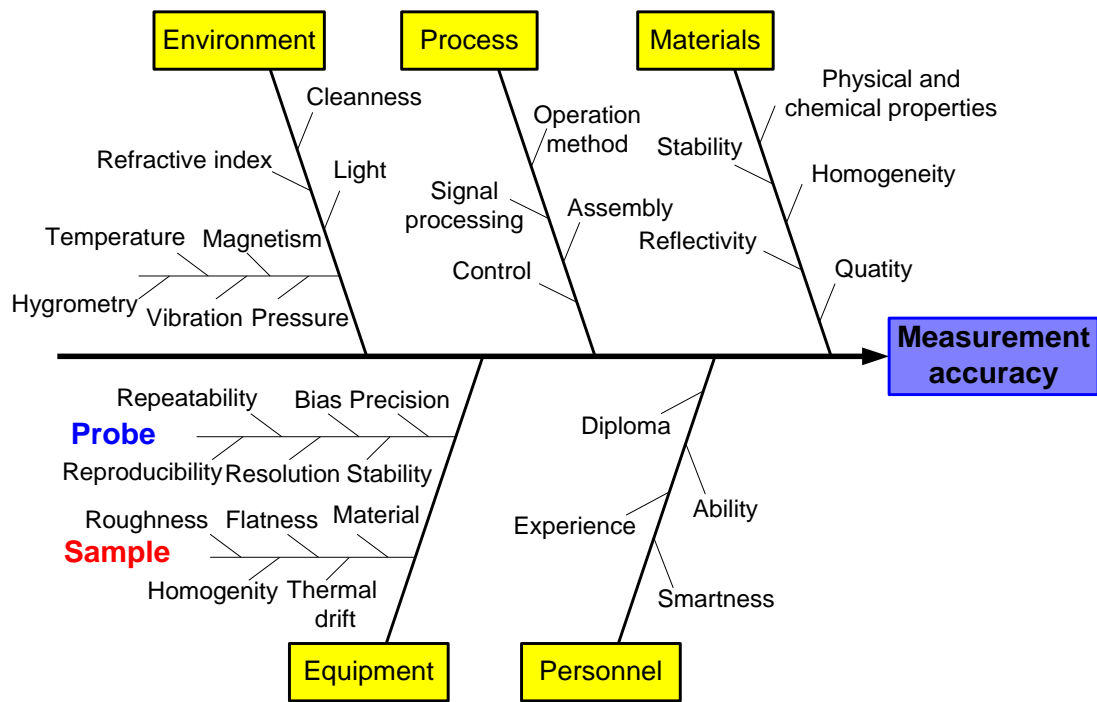 Environment
Process
Materials
Cleanness
Physical and
chemical properties
Operation
method
Stability
Refractive index
Light
Homogeneity
Signal
processing
Assembly
Temperature
Magnetism
Reflectivity
Control
Quatity
Hygrometry
Vibration
Pressure
Measurement
accuracy
Repeatability
Bias
Precision
Diploma
Probe
Reproducibility
Resolution
Stability
Ability
Roughness
Flatness
Material
Experience
Sample
Homogenity
Thermal
drift
Smartness
Equipment
Personnel